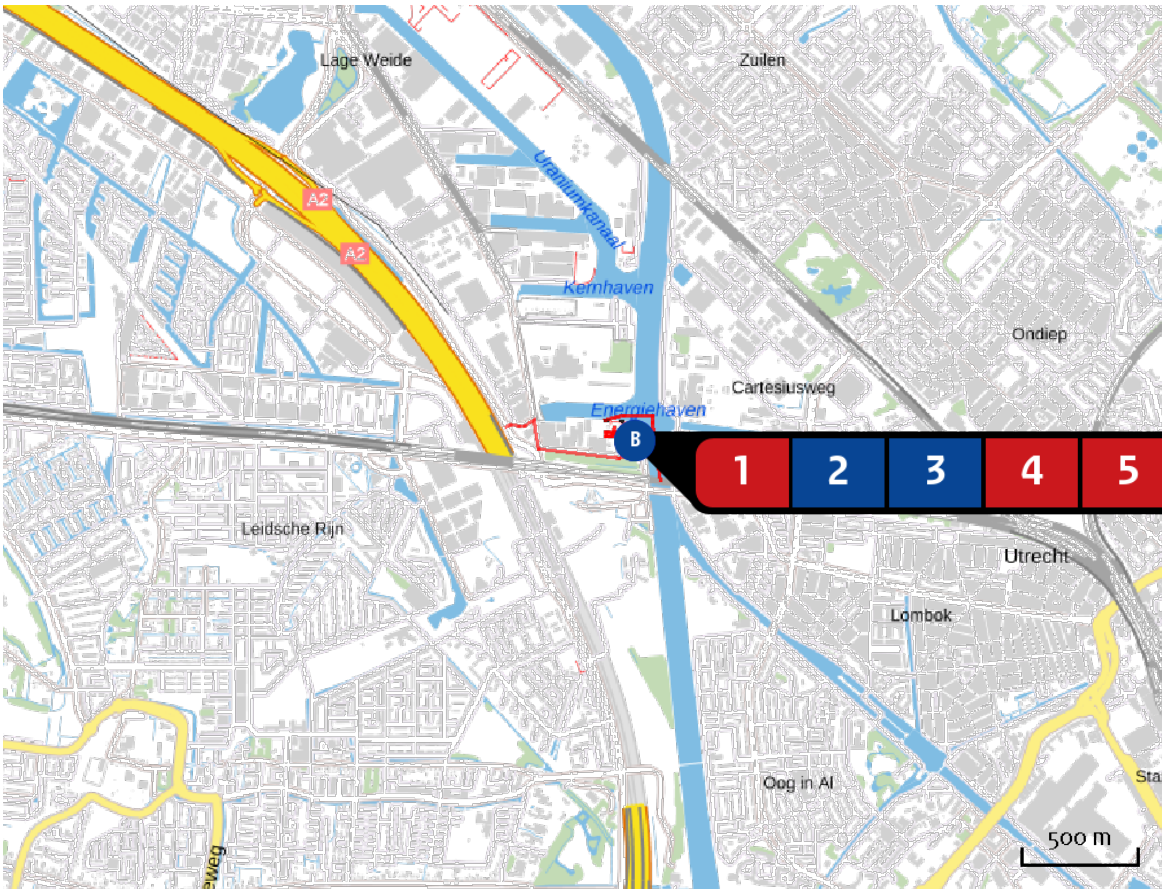 Lage Weide
Zuilen
Uraniumkanaal
A2
A2
Kernhaven
Ondiep
Cartesiusweg
Energiehaven
B
1 2 3 4 5
Leidsche Rijn
Utrecht
Lombok
Oog in Al
Sta
500 m
eweg